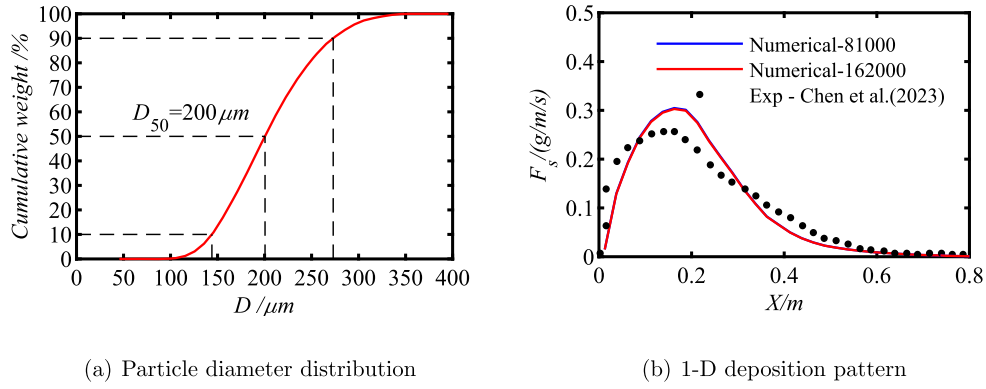 100
90
80
70
60
50
40
30
20
10
0
0 50 100 150 200 250 300 350 400
Cumulative weight /%
D /μm
D50=200μm
(a) Particle diameter distribution
0.5
0.4
0.3
0.2
0.1
0
0 0.2 0.4 0.6 0.8
Fs/(g/m/s)
X/m
Numerical-81000
Numerical-162000
Exp - Chen et al.(2023)
(b) 1-D deposition pattern